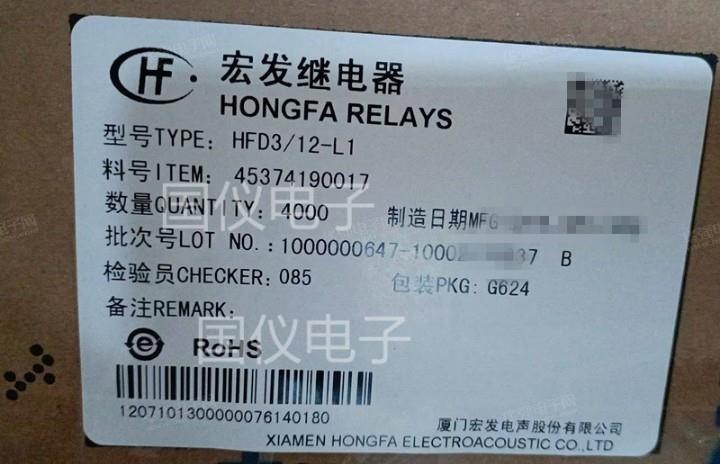 HF
宏发继电器
HONGFA RELAYS
型号TYPE: HFD3/12-L1
料号ITEM: 45374190017
数量QUANTITY: 4000 制造日期MFG
批次号LOT NO.: 1000000647-1000 37 B
检验员CHECKER: 085 包装PKG: G624
备注REMARK:
国仪电子
国仪电子
e RoHS
12071013000000076140180
厦门宏发电声股份有限公司
XIAMEN HONGFA ELECTROACOUSTIC CO.,LTD